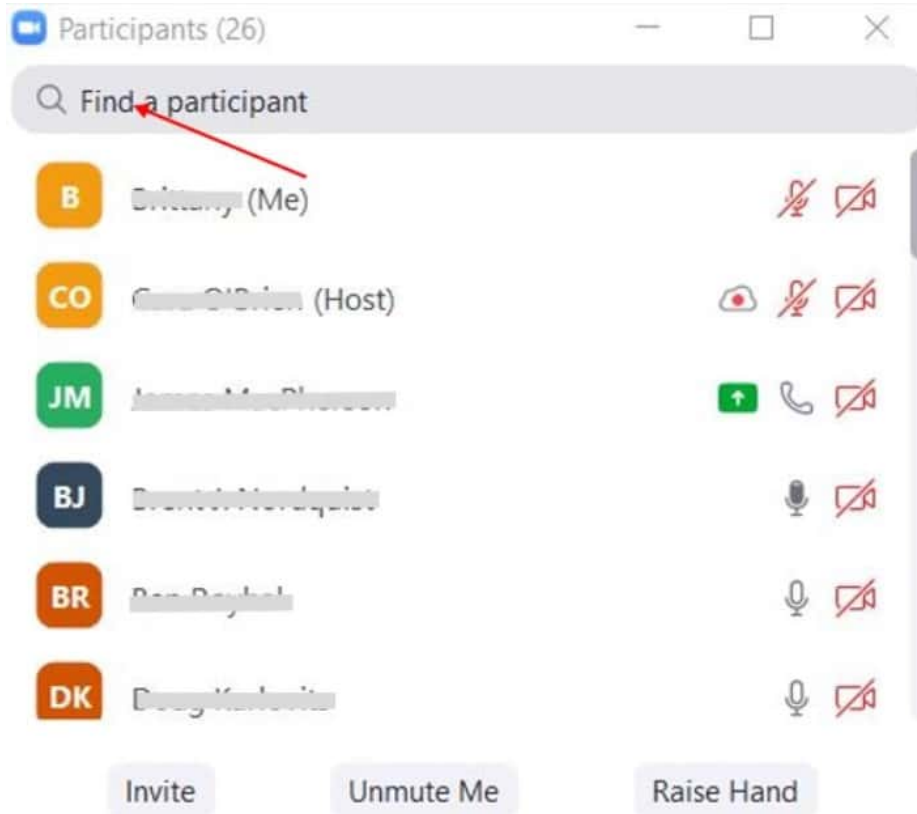 Participants (26)
Find a participant
B (Me)
CO (Host)
JM
BJ
BR
DK
Invite Unmute Me Raise Hand